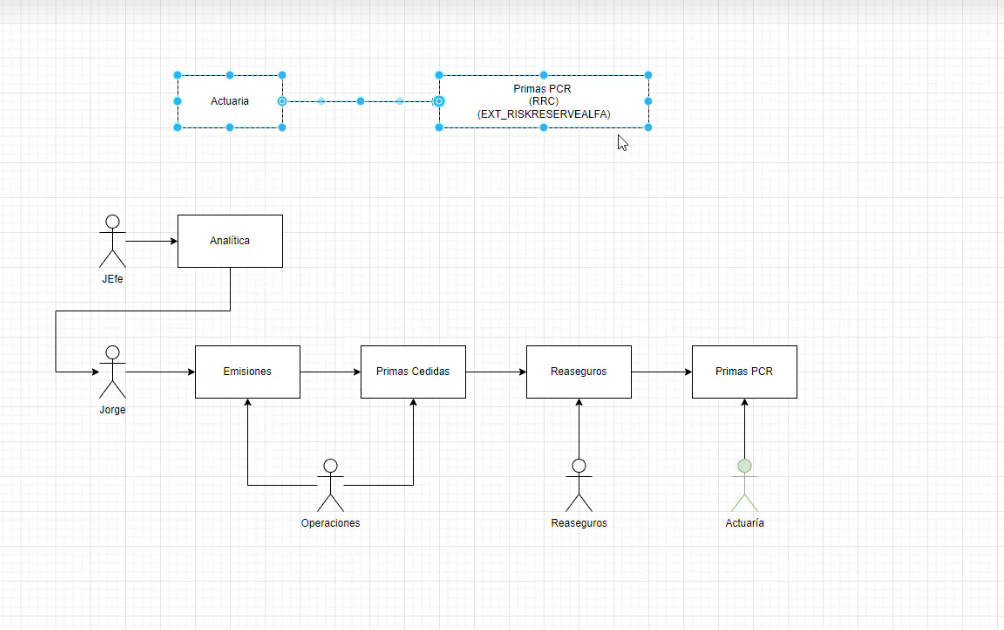 Actuaria
Primas PCR
(RRC)
(EXT_RISKRESERVEALFA)
Analítica
JEfe
Emisiones
Primas Cedidas
Reaseguros
Primas PCR
Jorge
Operaciones
Reaseguros
Actuaría